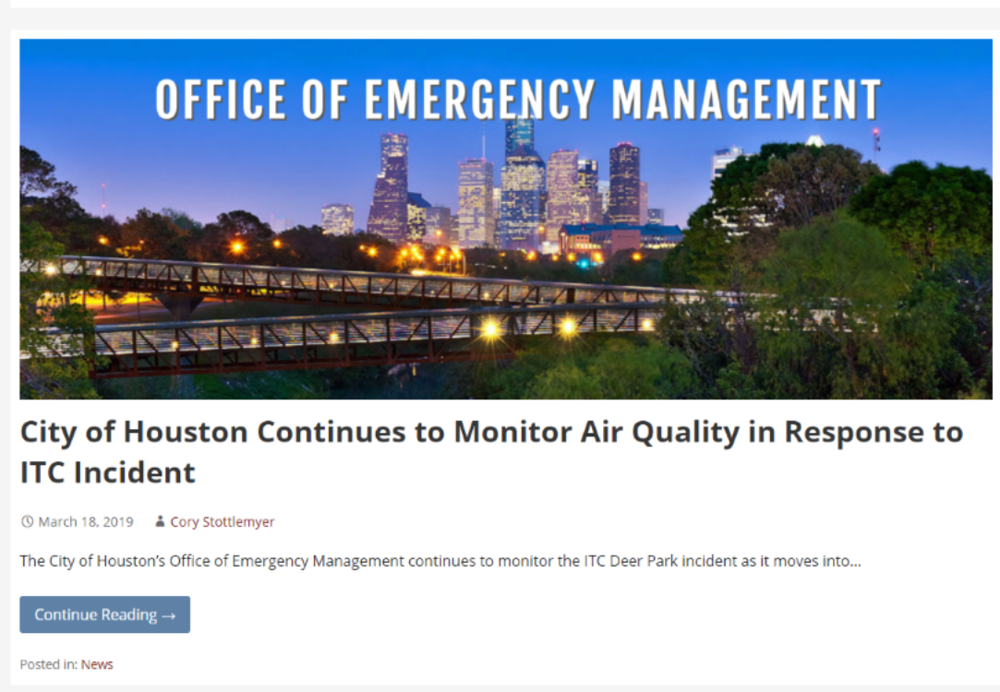 OFFICE OF EMERGENCY MANAGEMENT
City of Houston Continues to Monitor Air Quality in Response to
ITC Incident
March 18, 2019 Cory Stottlemyer
The City of Houston’s Office of Emergency Management continues to monitor the ITC Deer Park incident as it moves into…
Continue Reading →
Posted in: News